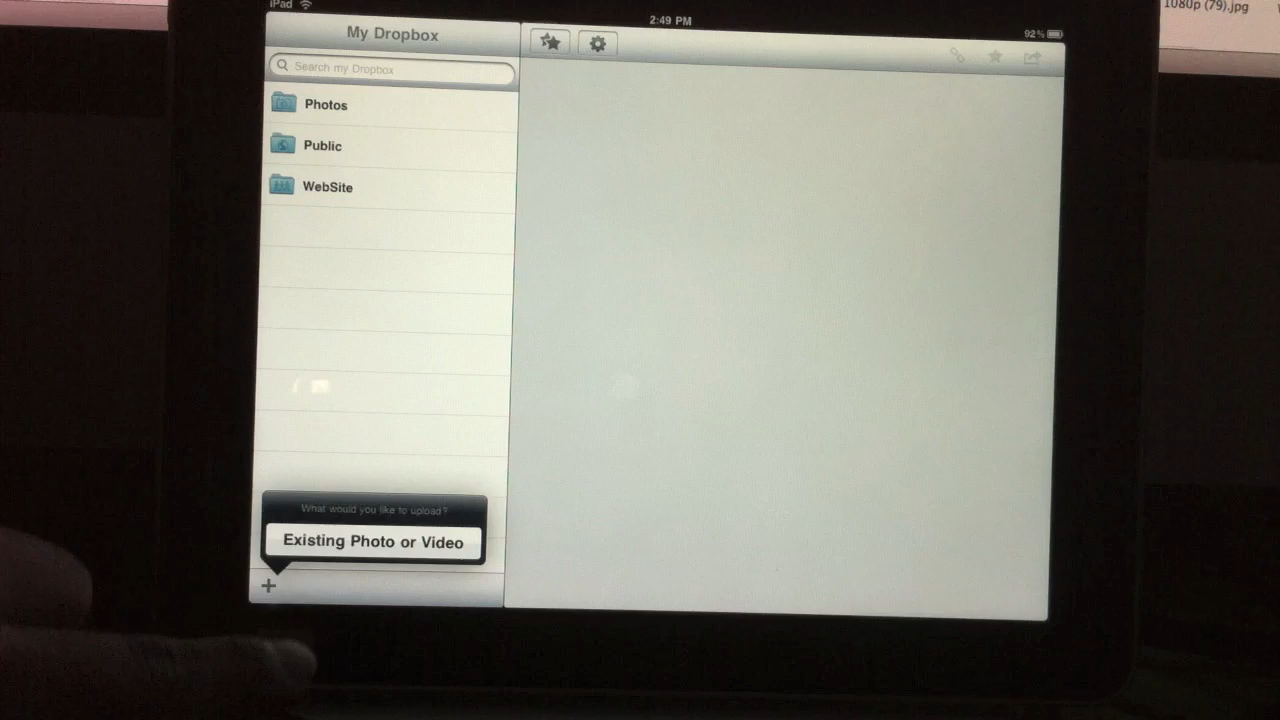 1080p (79).jpg
iPad
2:49 PM
92%
My Dropbox
Search my Dropbox
Photos
Public
WebSite
What would you like to upload?
Existing Photo or Video
+